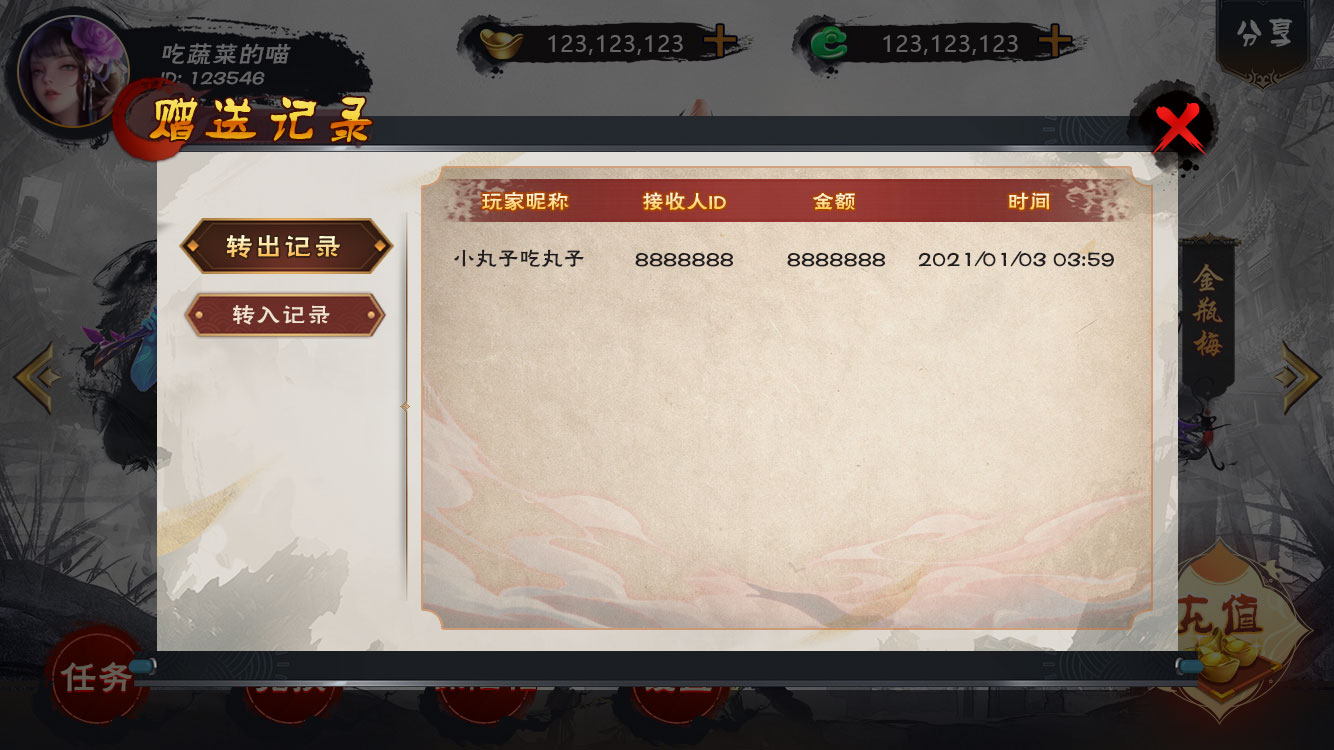 吃蔬菜的喵
ID: 123546
123,123,123
123,123,123
分享
赠送记录
玩家昵称 接收人ID 金额 时间
小丸子吃丸子 8888888 8888888 2021/01/03 03:59
转出记录
转入记录
金瓶梅
充值
任务